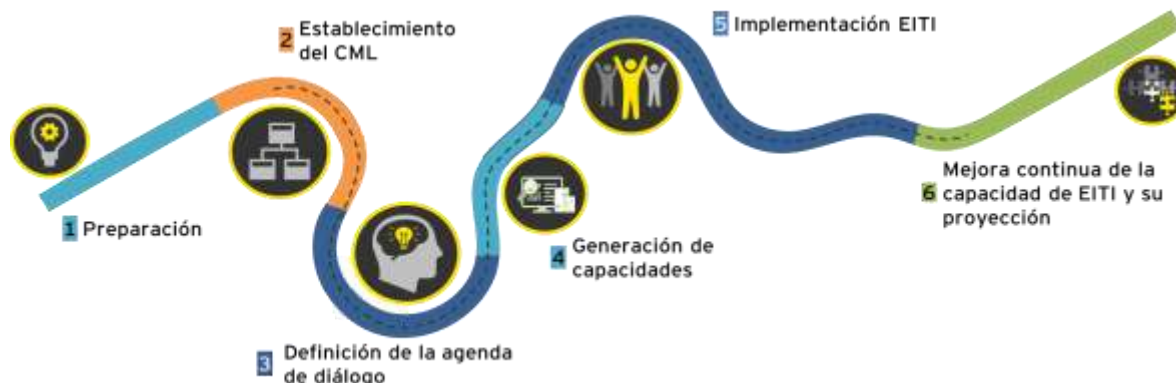 1 Preparación
2 Establecimiento
del CML
3 Definición de la agenda
de diálogo
4 Generación de
capacidades
5 Implementación EITI
6 Mejora continua de la
capacidad de EITI y su
proyección